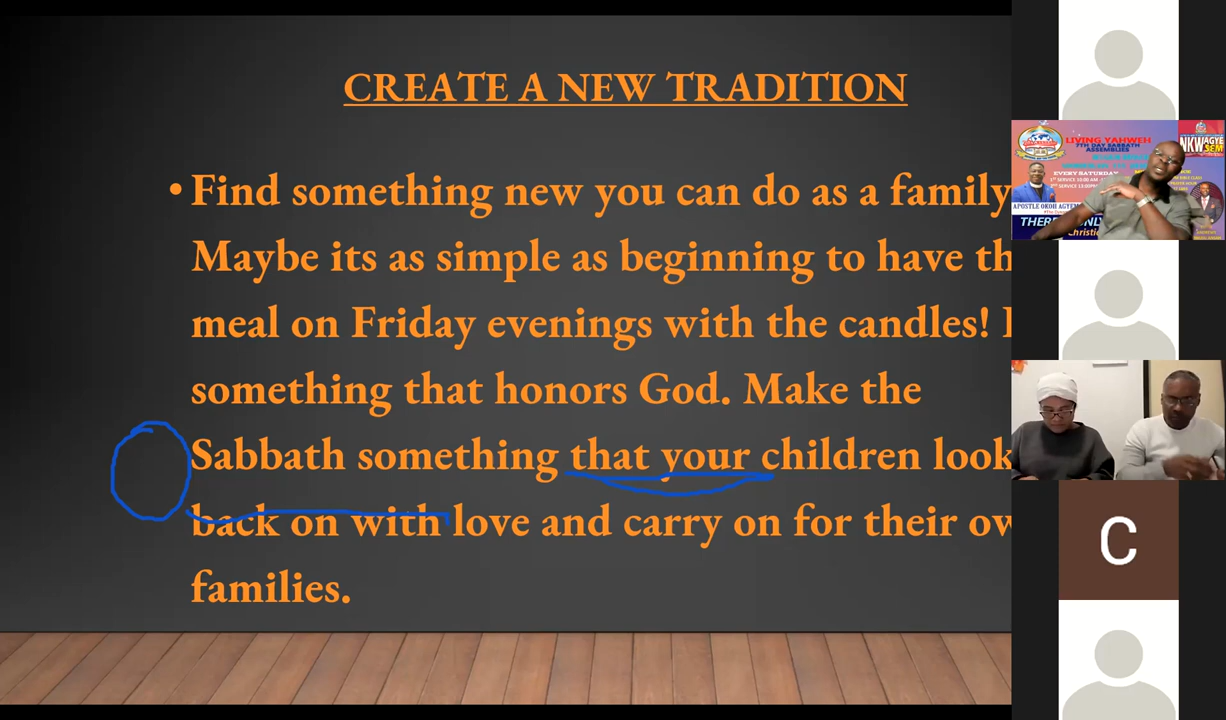 CREATE A NEW TRADITION
• Find something new you can do as a family
Maybe its as simple as beginning to have th
meal on Friday evenings with the candles!
something that honors God. Make the
Sabbath something that your children look
back on with love and carry on for their ow
families.
LIVING YAHWEH
7TH DAY SABBATH
ASSEMBLIES
EVERY SATURDAY
APOSTLE OKOH AGYEM
NKWAGYE
SEM
C